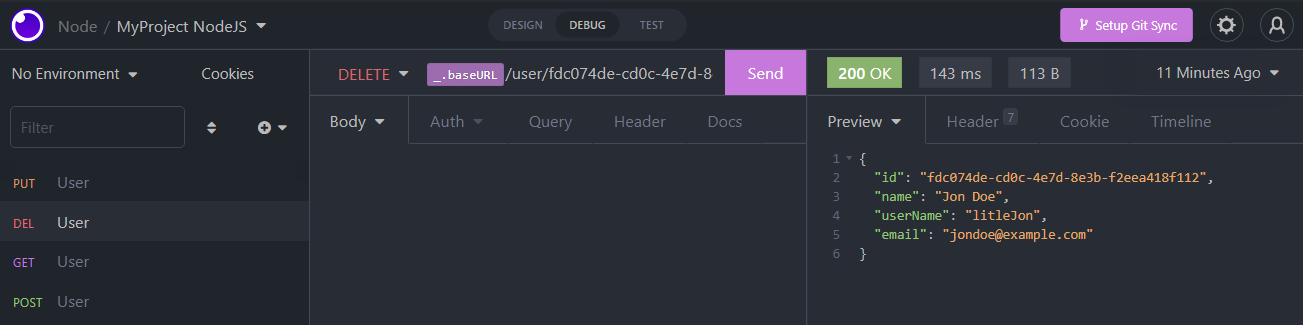 Node / MyProject NodeJS
DESIGN DEBUG TEST
Setup Git Sync
No Environment Cookies
Filter
PUT User
DEL User
GET User
POST User
DELETE _.baseURL /user/fdc074de-cd0c-4e7d-8 Send
Body Auth Query Header Docs
200 OK 143 ms 113 B 11 Minutes Ago
Preview Header 7 Cookie Timeline
1 {
2 "id": "fdc074de-cd0c-4e7d-8e3b-f2eea418f112",
3 "name": "Jon Doe",
4 "userName": "litleJon",
5 "email": "jondoe@example.com"
6 }